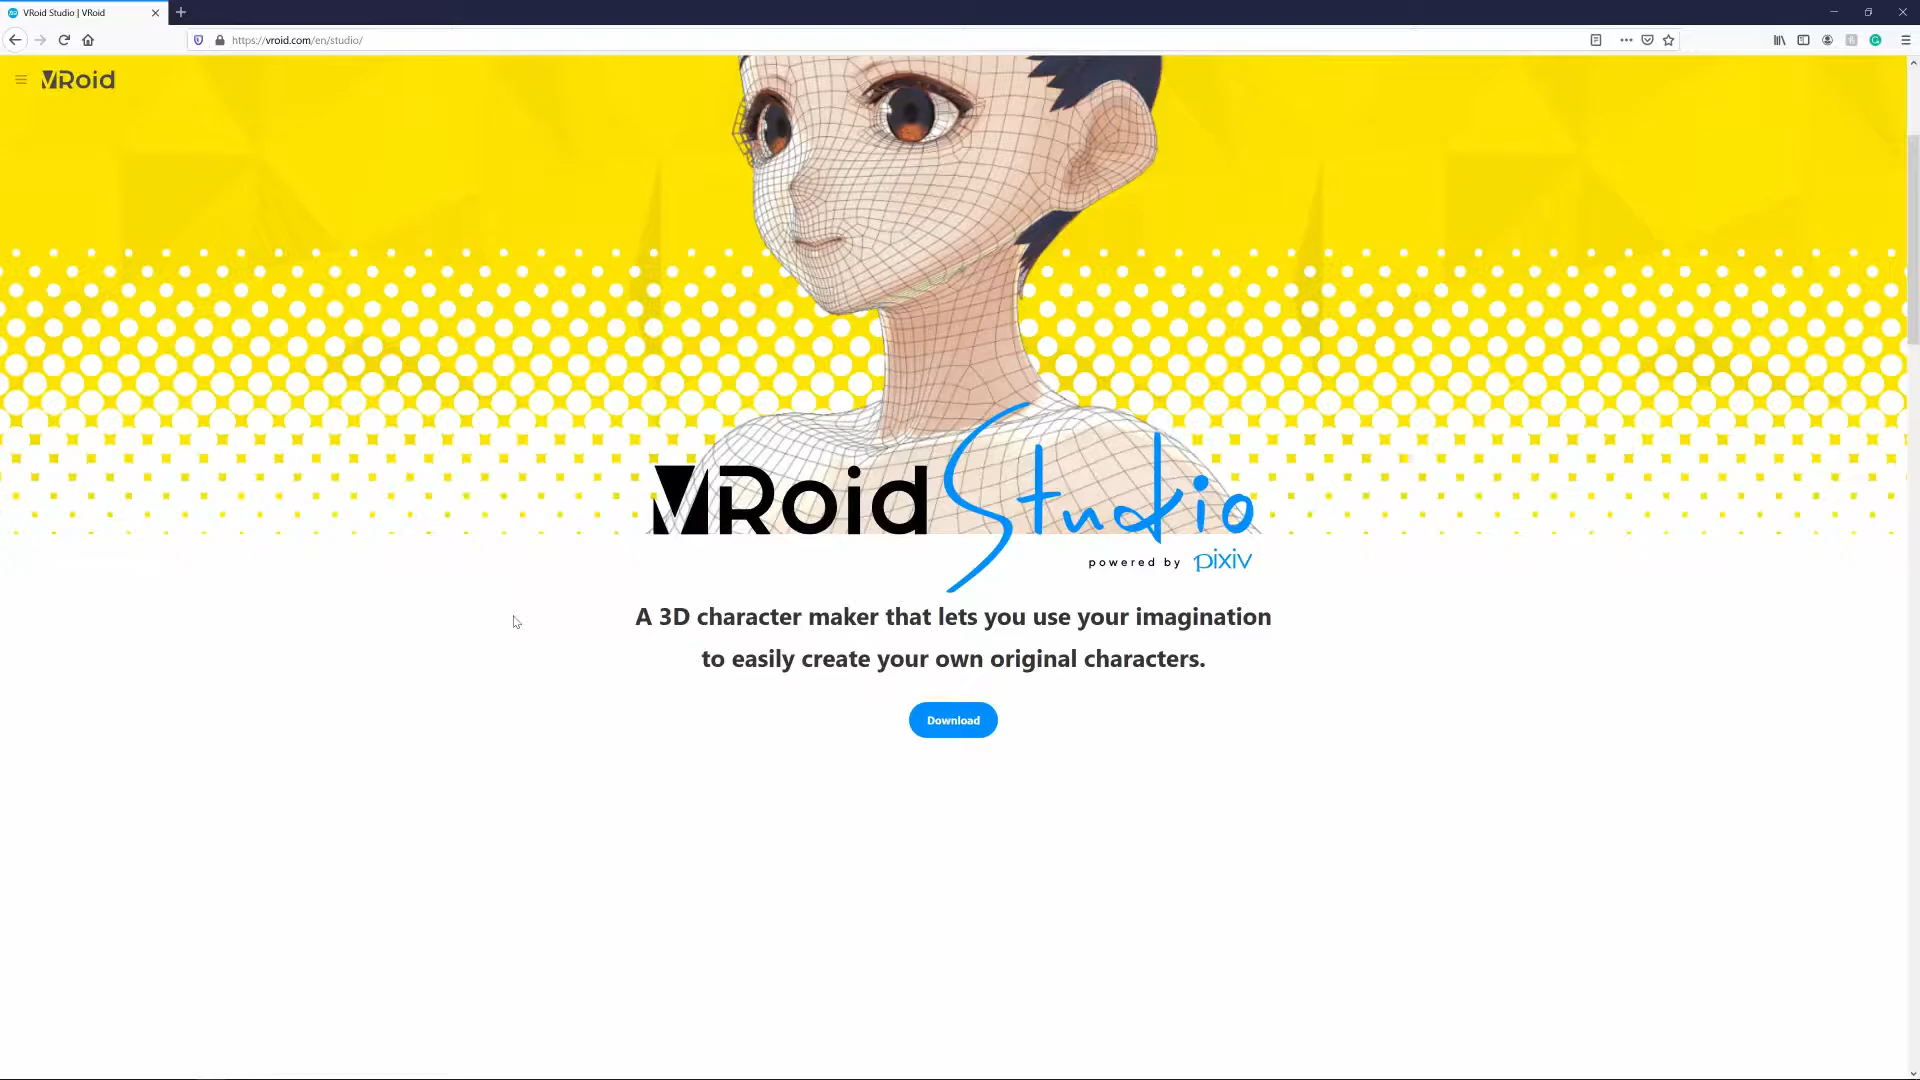 VRoid Studio | VRoid
https://vroid.com/en/studio/
VRoid
VRoid Studio
powered by pixiv
A 3D character maker that lets you use your imagination
to easily create your own original characters.
Download